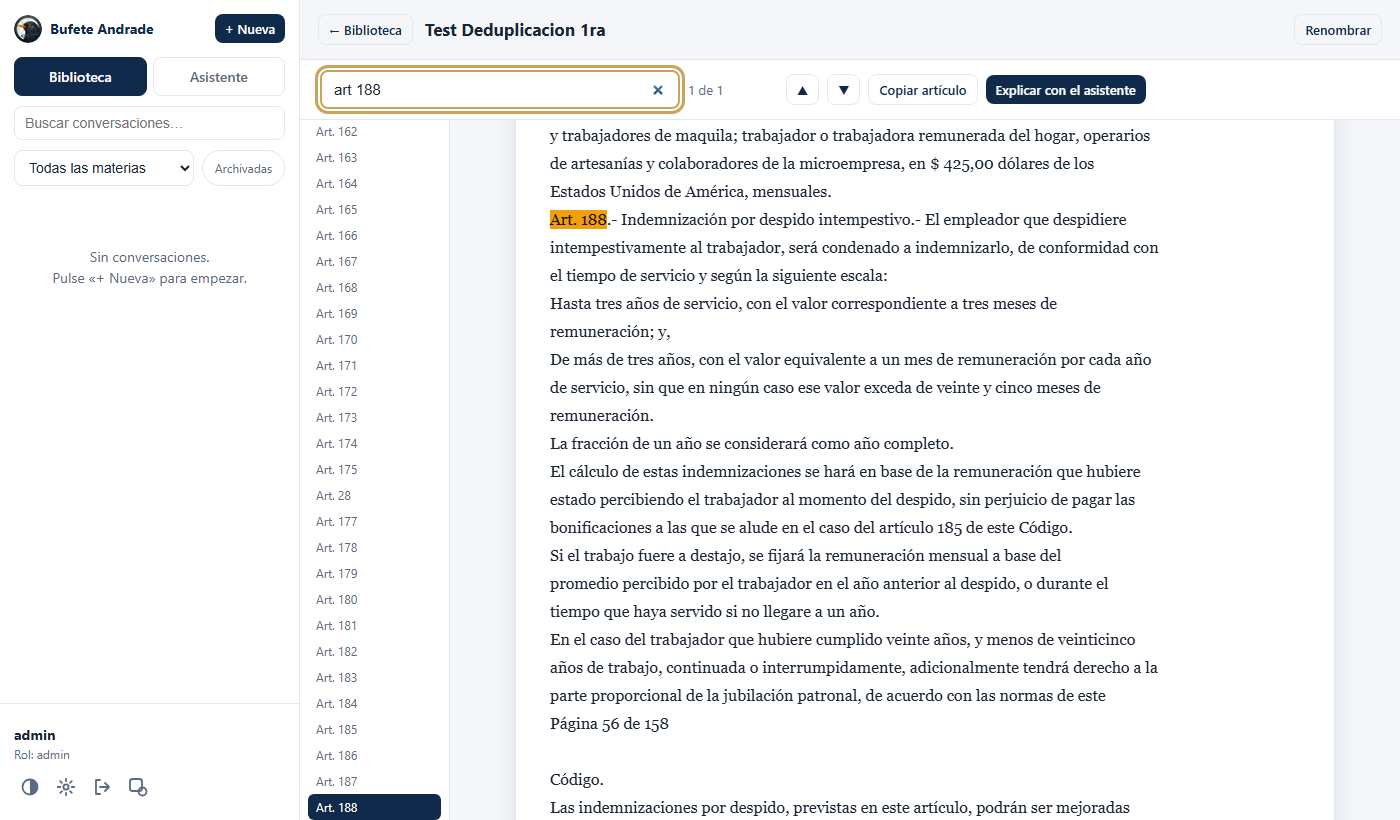 Bufete Andrade
+ Nueva
Biblioteca
Asistente
Buscar conversaciones…
Todas las materias
Archivadas
Sin conversaciones.
Pulse «+ Nueva» para empezar.
admin
Rol: admin
← Biblioteca
Test Deduplicacion 1ra
Renombrar
art 188
1 de 1
▲
▼
Copiar artículo
Explicar con el asistente
Art. 162
Art. 163
Art. 164
Art. 165
Art. 166
Art. 167
Art. 168
Art. 169
Art. 170
Art. 171
Art. 172
Art. 173
Art. 174
Art. 175
Art. 28
Art. 177
Art. 178
Art. 179
Art. 180
Art. 181
Art. 182
Art. 183
Art. 184
Art. 185
Art. 186
Art. 187
Art. 188
y trabajadores de maquila; trabajador o trabajadora remunerada del hogar, operarios
de artesanías y colaboradores de la microempresa, en $ 425,00 dólares de los
Estados Unidos de América, mensuales.
Art. 188.- Indemnización por despido intempestivo.- El empleador que despidiere
intempestivamente al trabajador, será condenado a indemnizarlo, de conformidad con
el tiempo de servicio y según la siguiente escala:
Hasta tres años de servicio, con el valor correspondiente a tres meses de
remuneración; y,
De más de tres años, con el valor equivalente a un mes de remuneración por cada año
de servicio, sin que en ningún caso ese valor exceda de veinte y cinco meses de
remuneración.
La fracción de un año se considerará como año completo.
El cálculo de estas indemnizaciones se hará en base de la remuneración que hubiere
estado percibiendo el trabajador al momento del despido, sin perjuicio de pagar las
bonificaciones a las que se alude en el caso del artículo 185 de este Código.
Si el trabajo fuere a destajo, se fijará la remuneración mensual a base del
promedio percibido por el trabajador en el año anterior al despido, o durante el
tiempo que haya servido si no llegare a un año.
En el caso del trabajador que hubiere cumplido veinte años, y menos de veinticinco
años de trabajo, continuada o interrumpidamente, adicionalmente tendrá derecho a la
parte proporcional de la jubilación patronal, de acuerdo con las normas de este
Página 56 de 158
Código.
Las indemnizaciones por despido, previstas en este artículo, podrán ser mejoradas